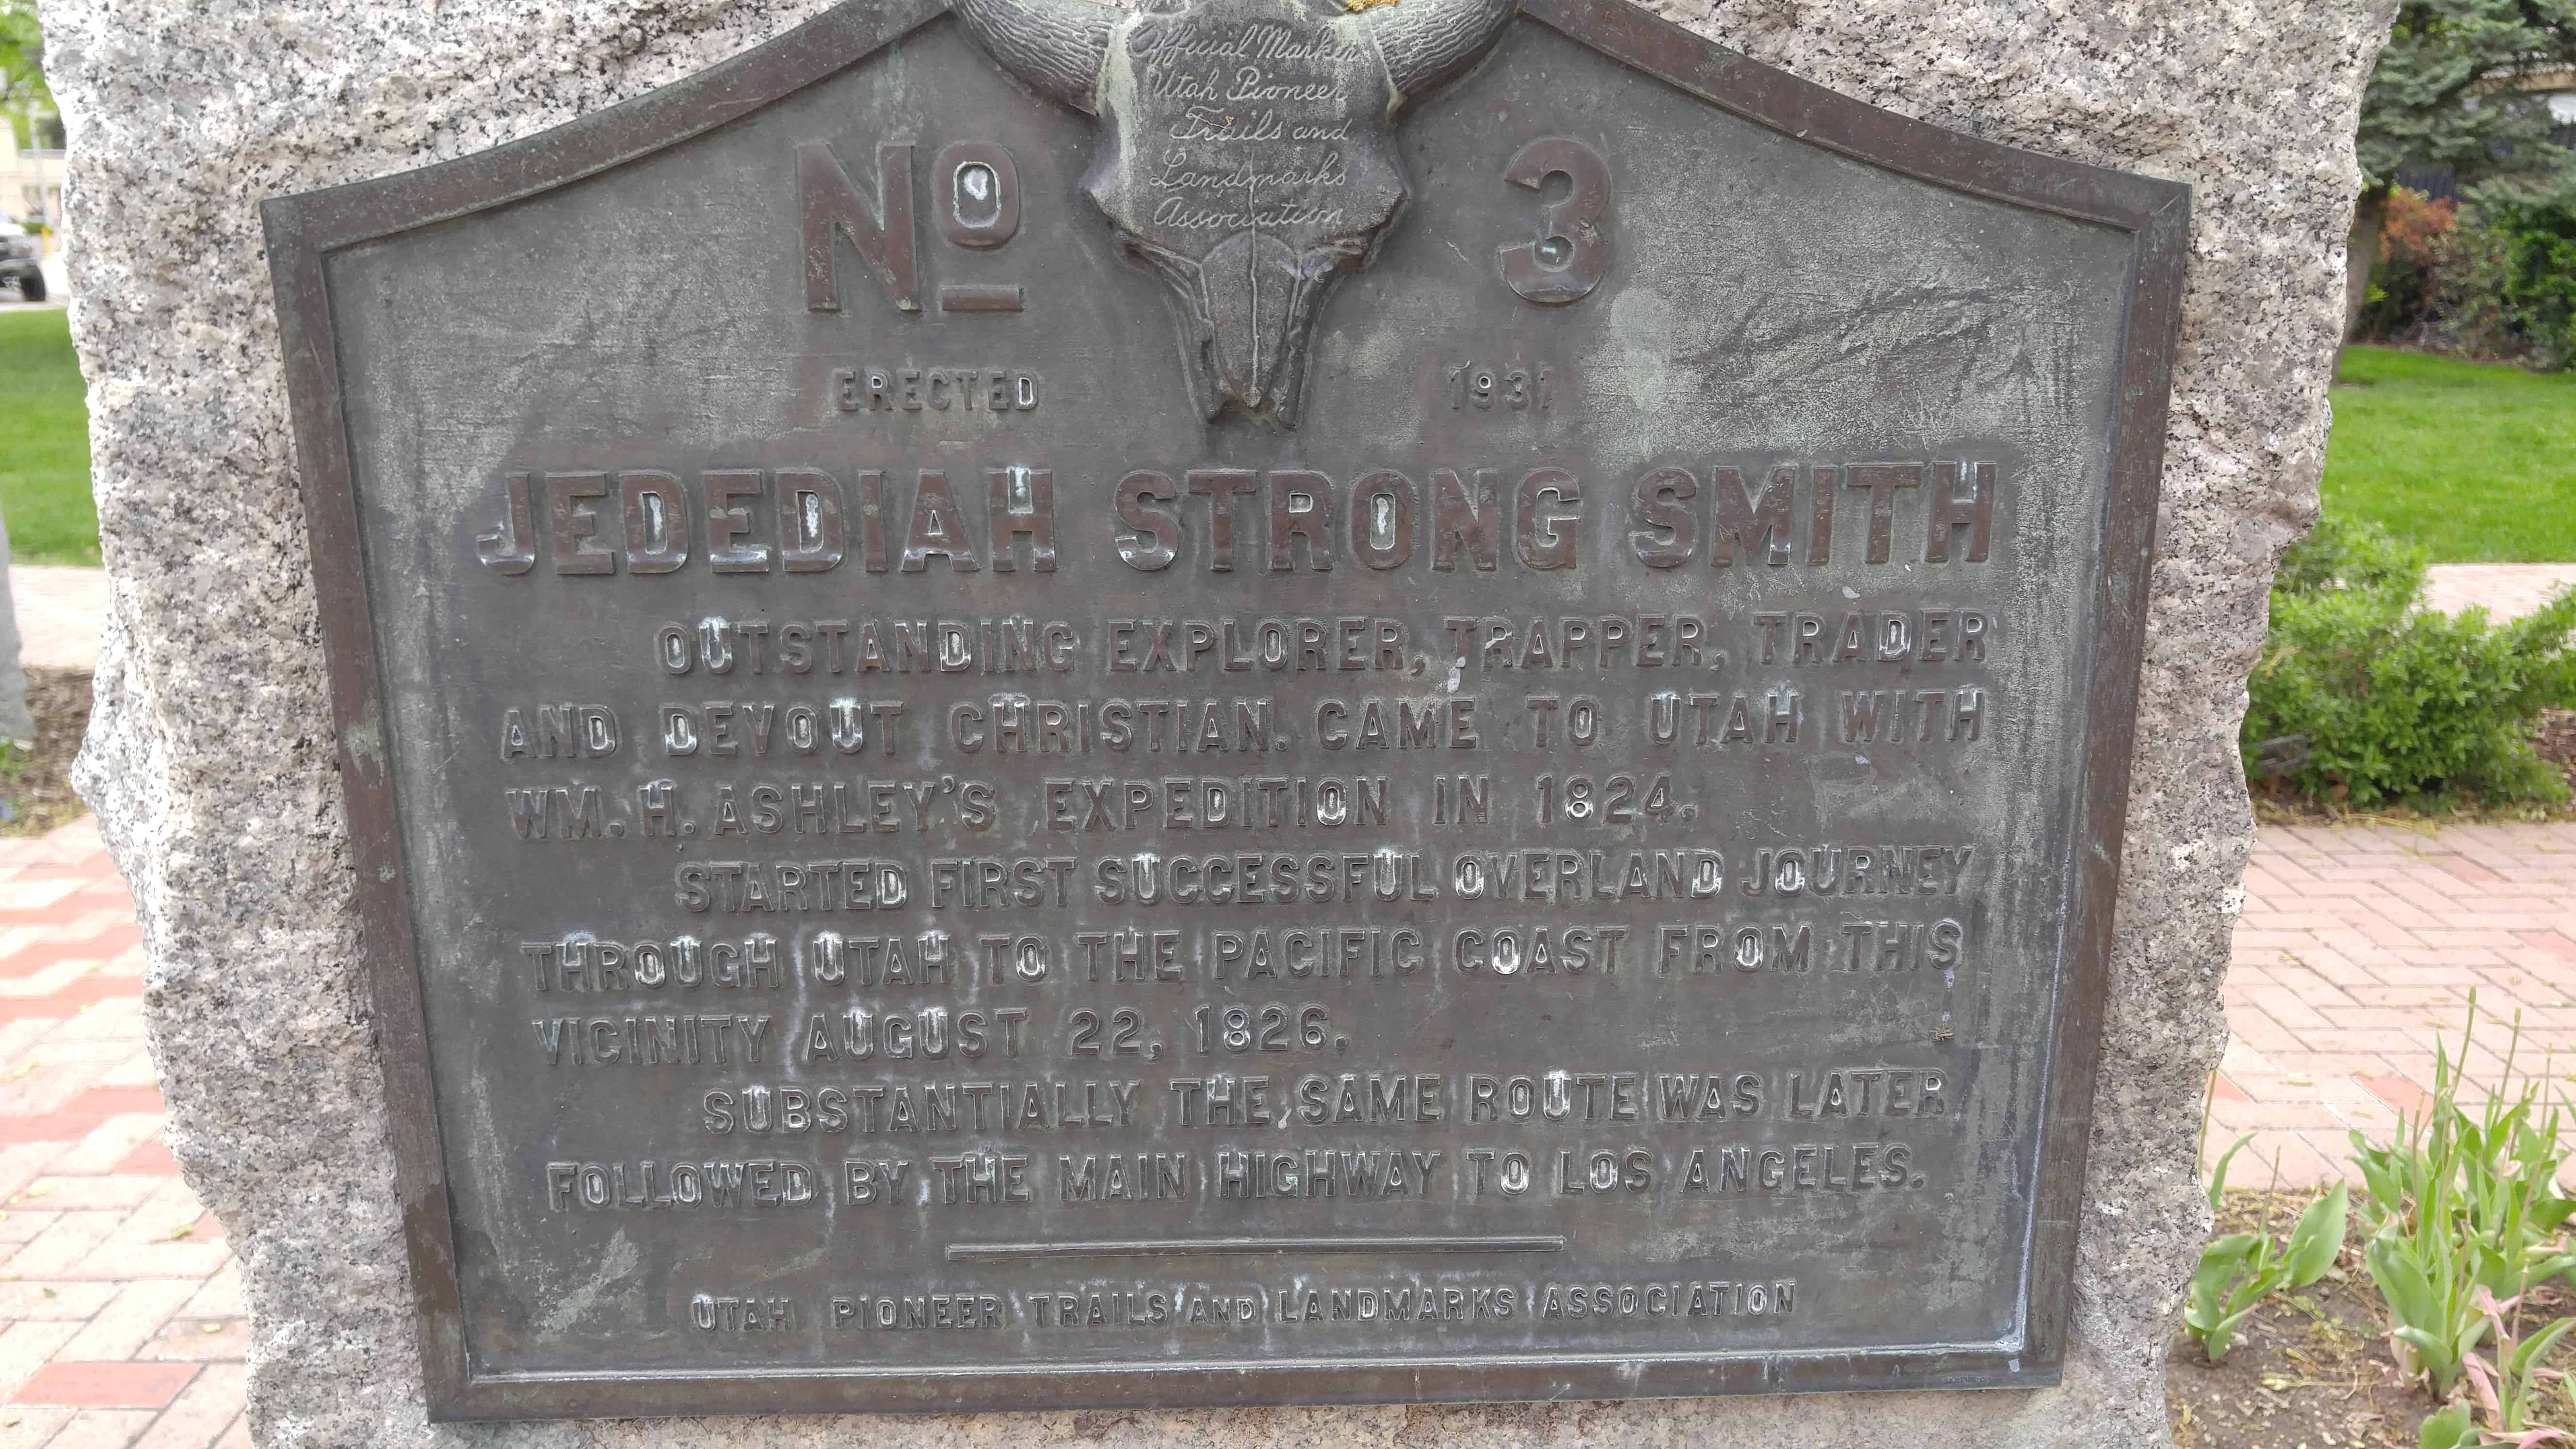 Official Marker
Utah Pioneer
Trails and
Landmarks
Association
No 3
ERECTED 1931
JEDEDIAH STRONG SMITH
OUTSTANDING EXPLORER, TRAPPER, TRADER
AND DEVOUT CHRISTIAN. CAME TO UTAH WITH
WM. H. ASHLEY'S EXPEDITION IN 1824.
STARTED FIRST SUCCESSFUL OVERLAND JOURNEY
THROUGH UTAH TO THE PACIFIC COAST FROM THIS
VICINITY AUGUST 22, 1826.
SUBSTANTIALLY THE SAME ROUTE WAS LATER
FOLLOWED BY THE MAIN HIGHWAY TO LOS ANGELES.
UTAH PIONEER TRAILS AND LANDMARKS ASSOCIATION